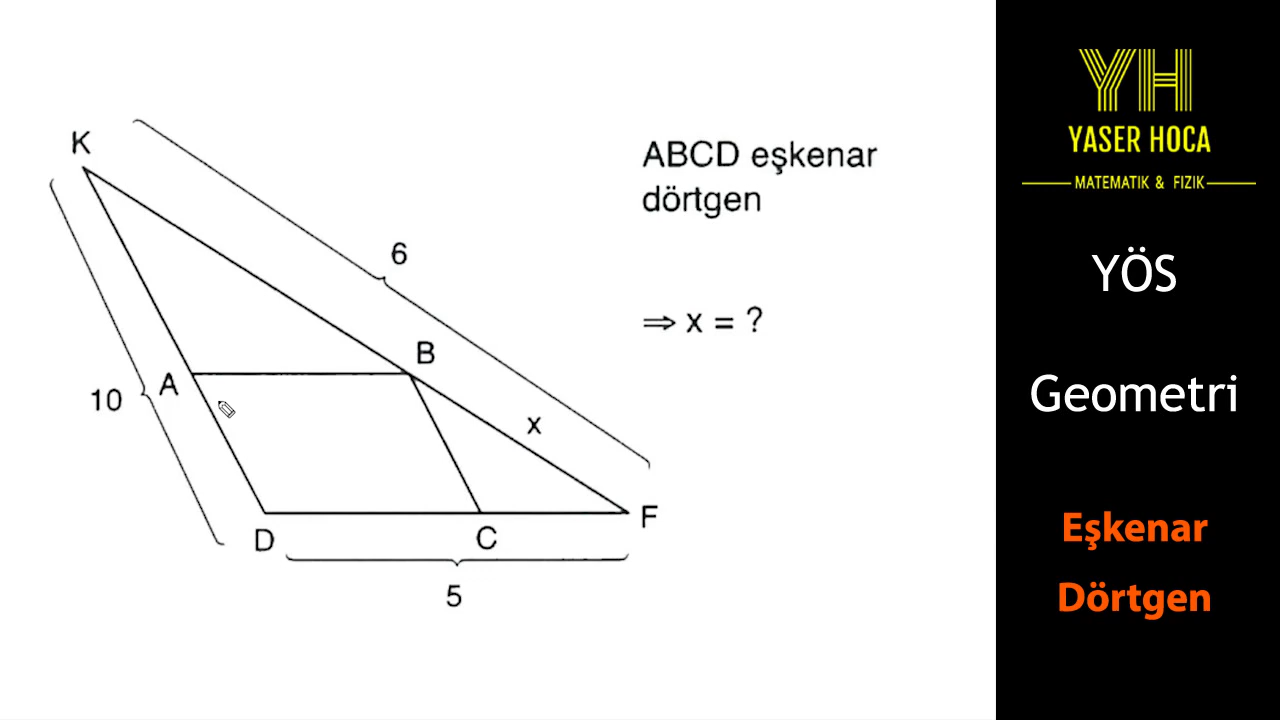 K
6
10
A
B
x
D
C
F
5
ABCD eşkenar
dörtgen
⇒ x = ?
YH
YASER HOCA
MATEMATIK & FIZIK
YÖS
Geometri
Eşkenar
Dörtgen